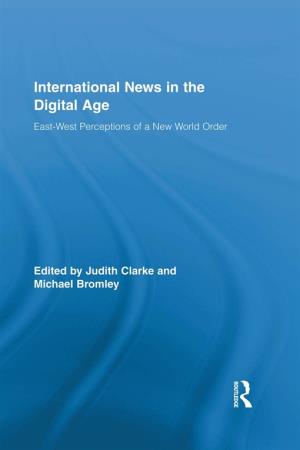 International News in the
Digital Age
East-West Perceptions of a New World Order
Edited by Judith Clarke and
Michael Bromley
ROUTLEDGE